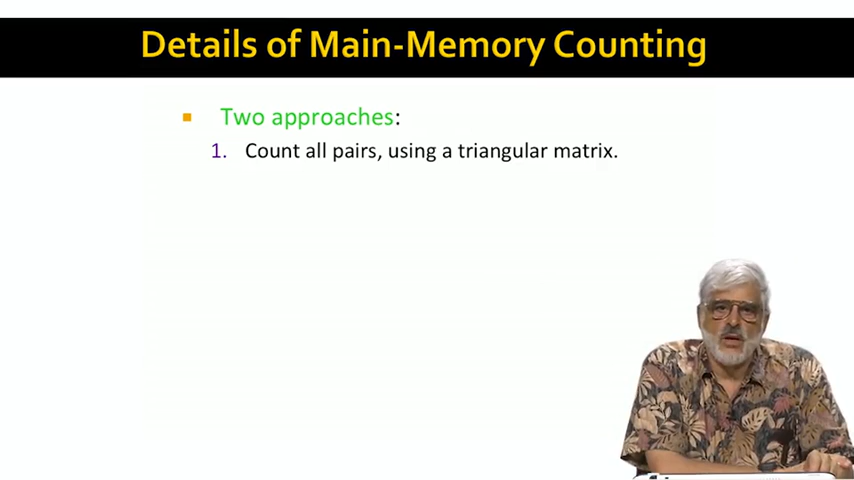 Details of Main-Memory Counting
Two approaches:
1. Count all pairs, using a triangular matrix.